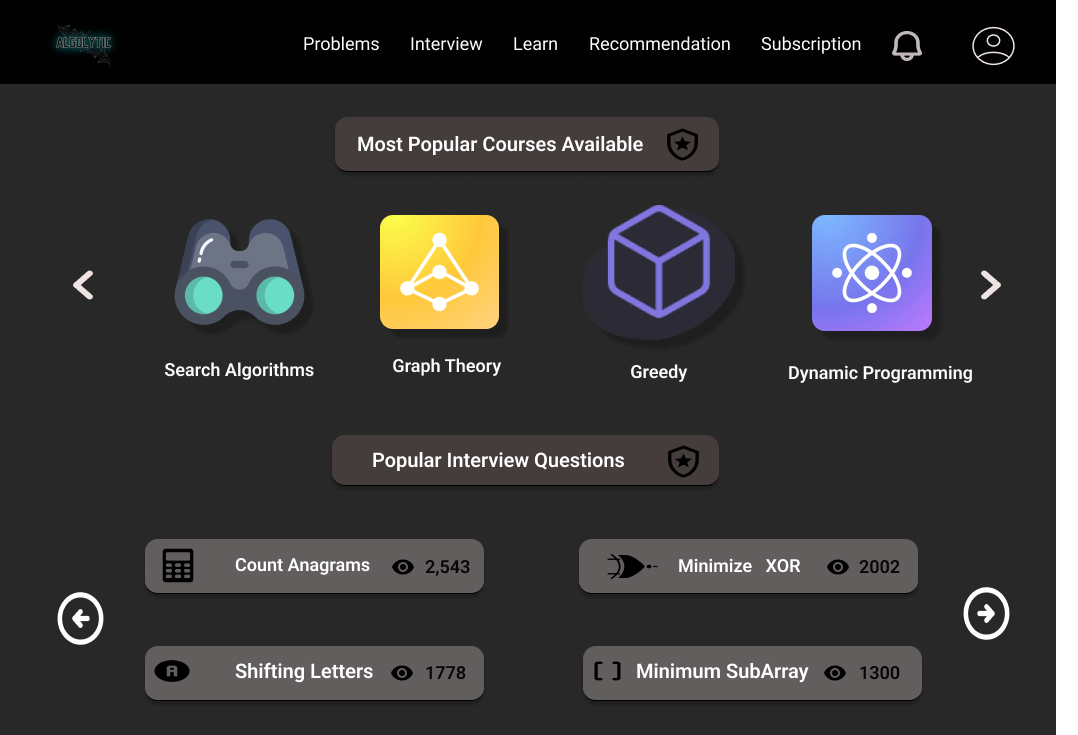 ALGOLYTIC
Problems Interview Learn Recommendation Subscription
Most Popular Courses Available
Search Algorithms
Graph Theory
Greedy
Dynamic Programming
Popular Interview Questions
Count Anagrams 2,543
Minimize XOR 2002
A
Shifting Letters 1778
[ ] Minimum SubArray 1300